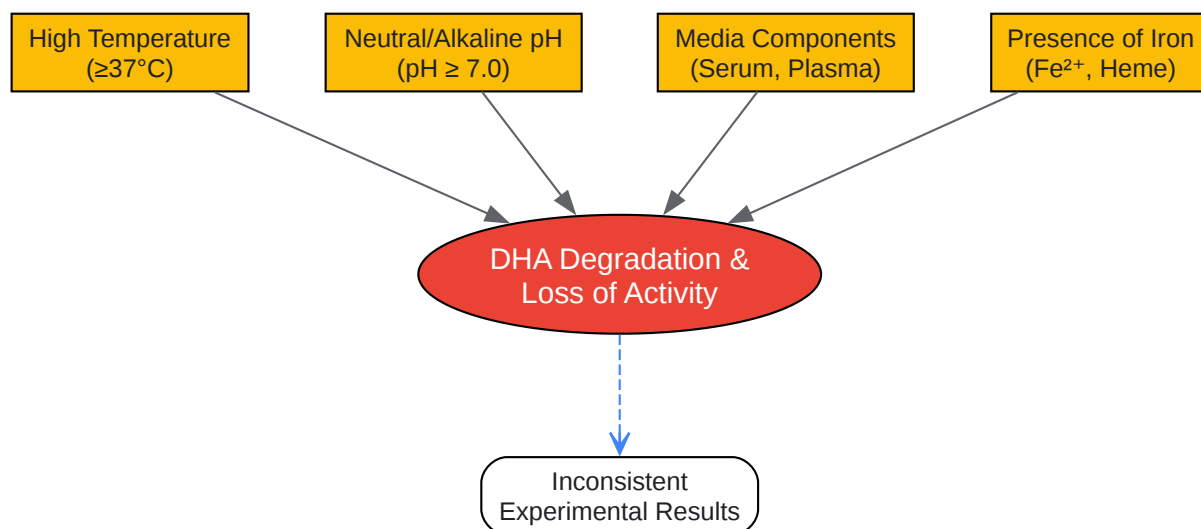 High Temperature
(≥37°C)
Neutral/Alkaline pH
(pH ≥ 7.0)
Media Components
(Serum, Plasma)
Presence of Iron
(Fe²⁺, Heme)
DHA Degradation &
Loss of Activity
Inconsistent
Experimental Results